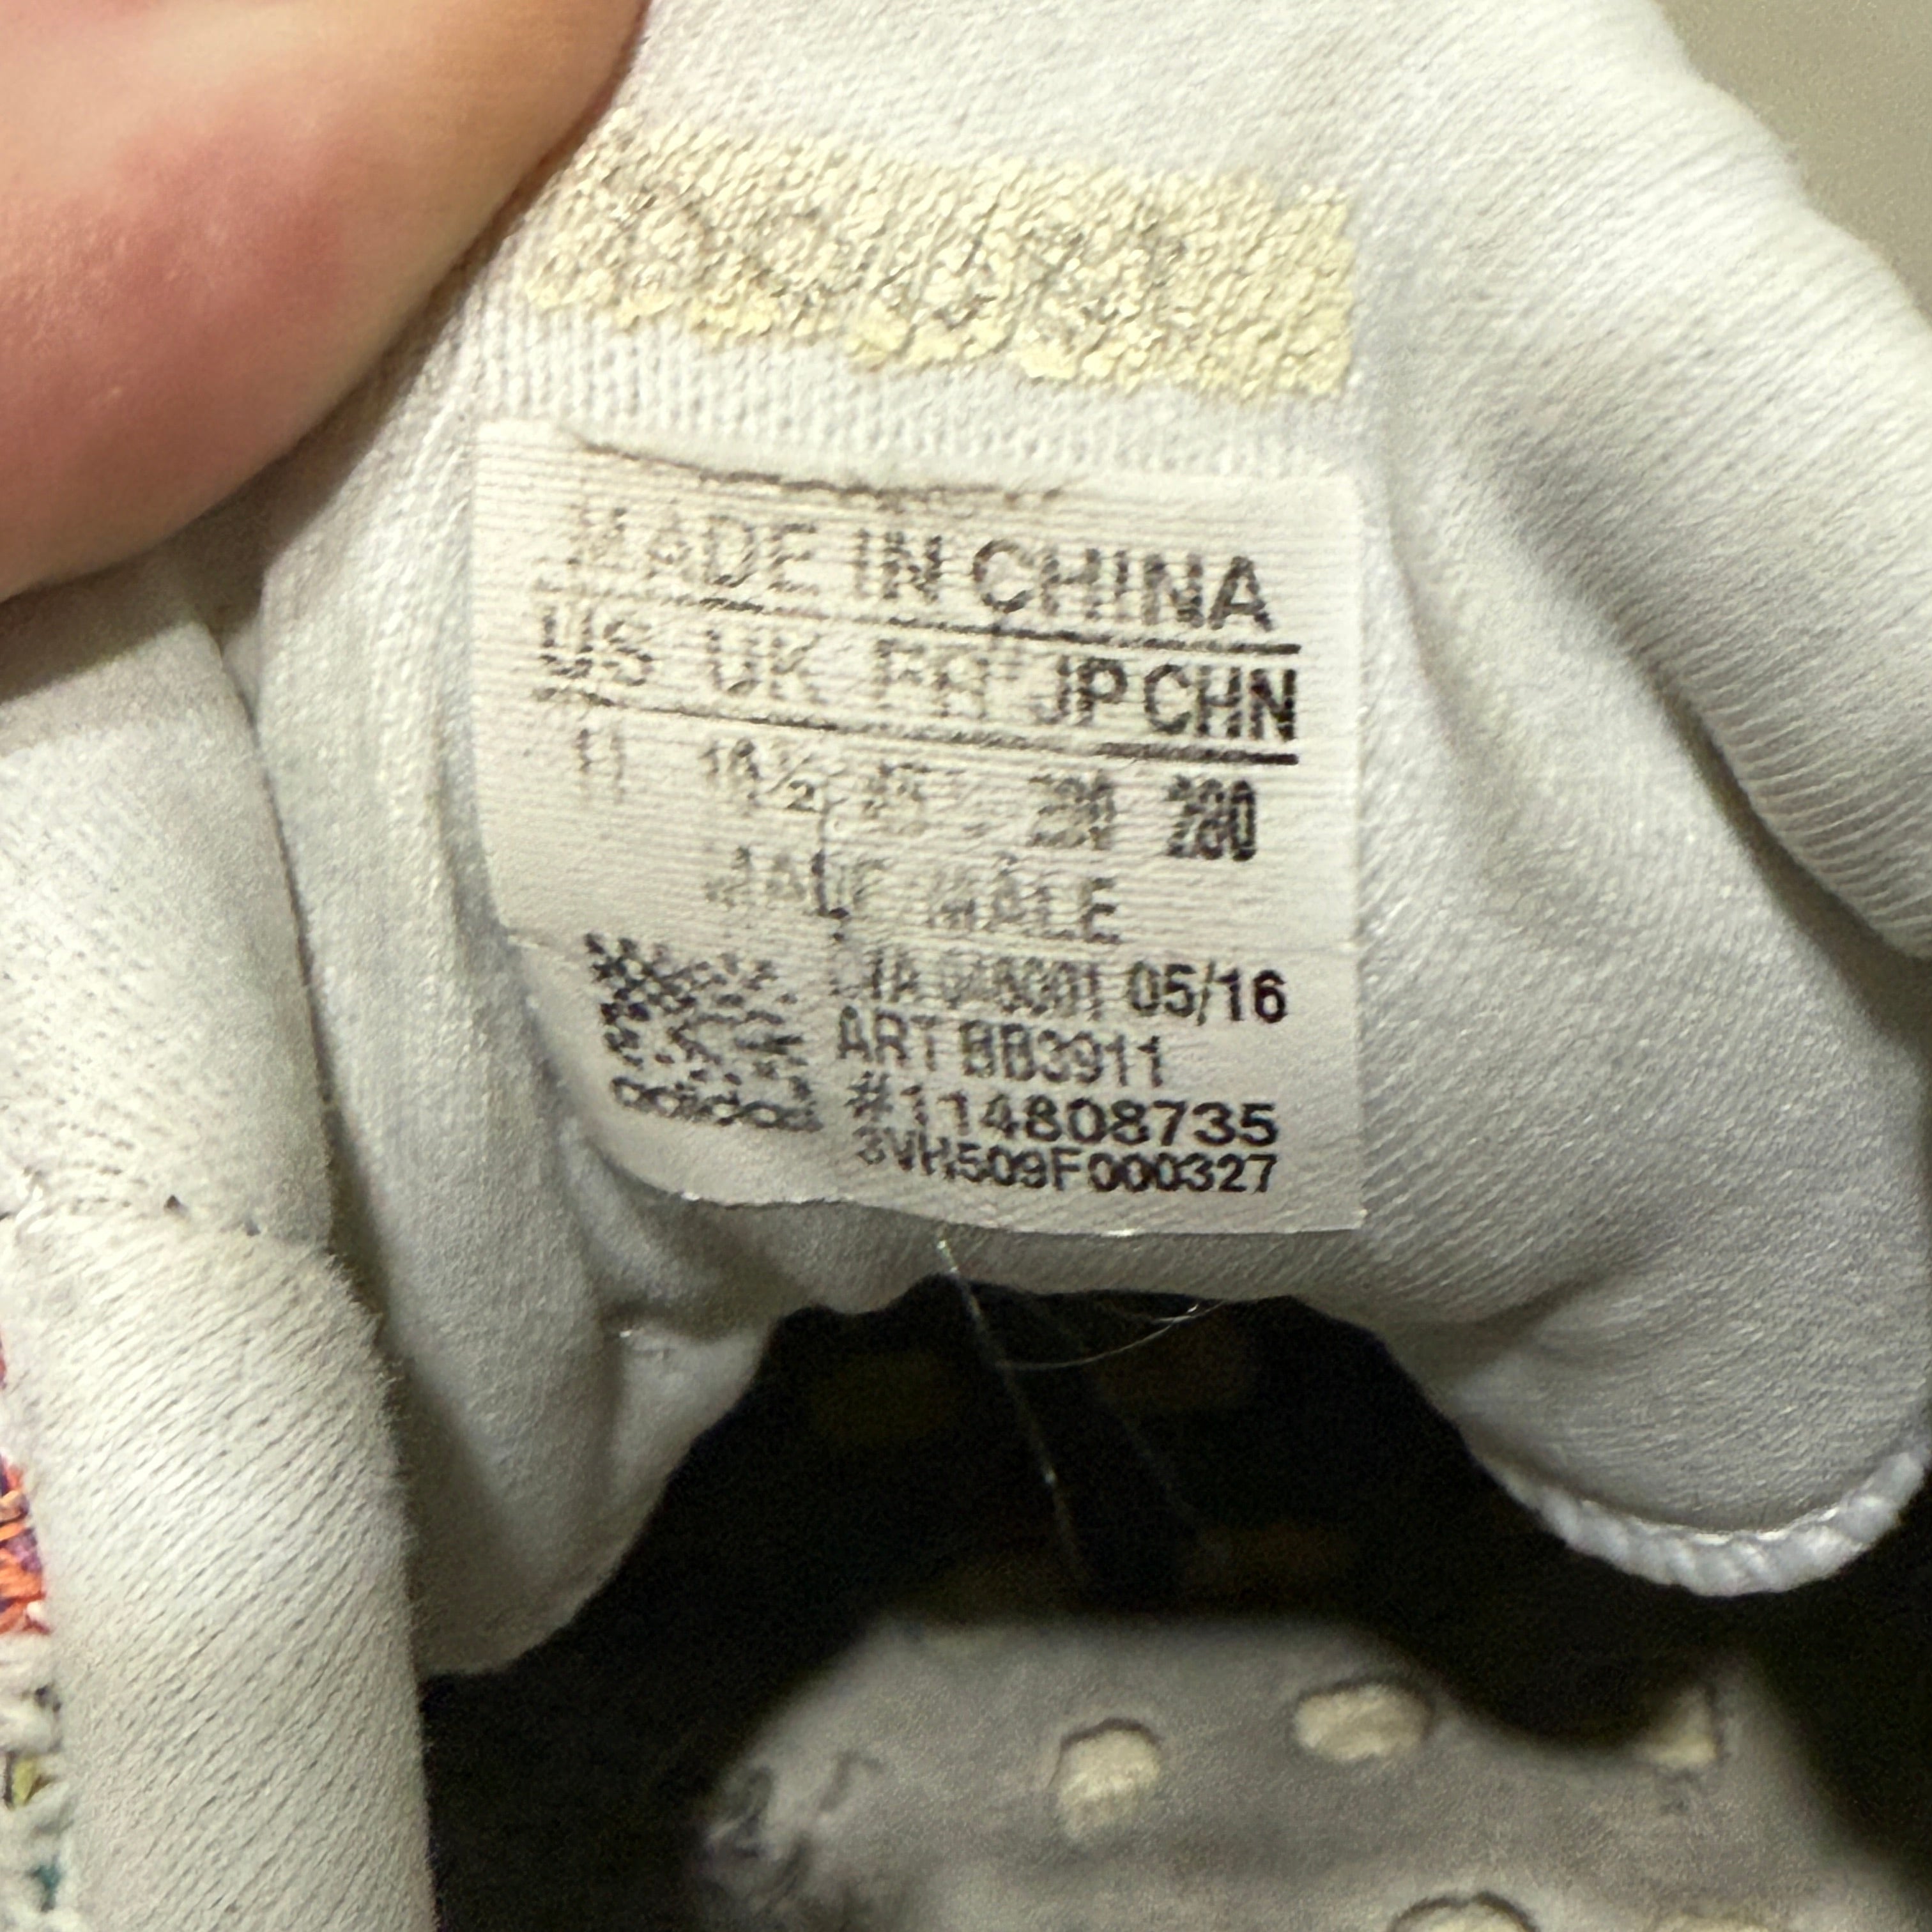 MADE IN CHINA
US UK FR JP CHN
11 10½ 280
MALE/MÂLE
05/16
ART BB3911
#114808735
3VH509F000327
adidas